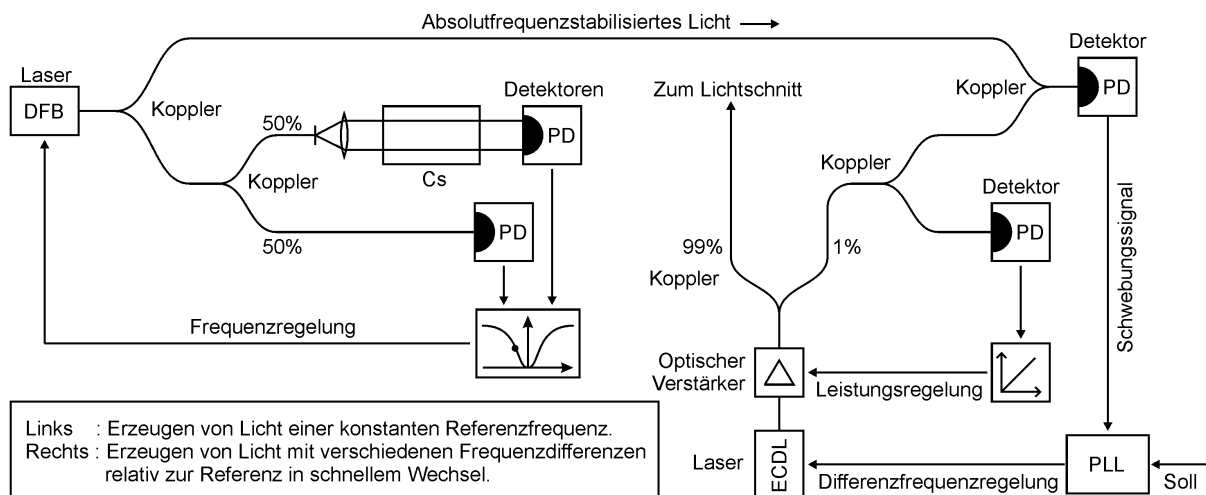 Absolutfrequenzstabilisiertes Licht
Laser
DFB
Koppler
50%
Koppler
50%
Cs
Detektoren
PD
PD
Frequenzregelung
Zum Lichtschnitt
Koppler
Detektor
PD
Koppler
Detektor
PD
99%
1%
Koppler
Schwebungssignal
Optischer
Verstärker
Leistungsregelung
Laser
ECDL
Differenzfrequenzregelung
PLL
Soll
Links : Erzeugen von Licht einer konstanten Referenzfrequenz.
Rechts : Erzeugen von Licht mit verschiedenen Frequenzdifferenzen
relativ zur Referenz in schnellem Wechsel.